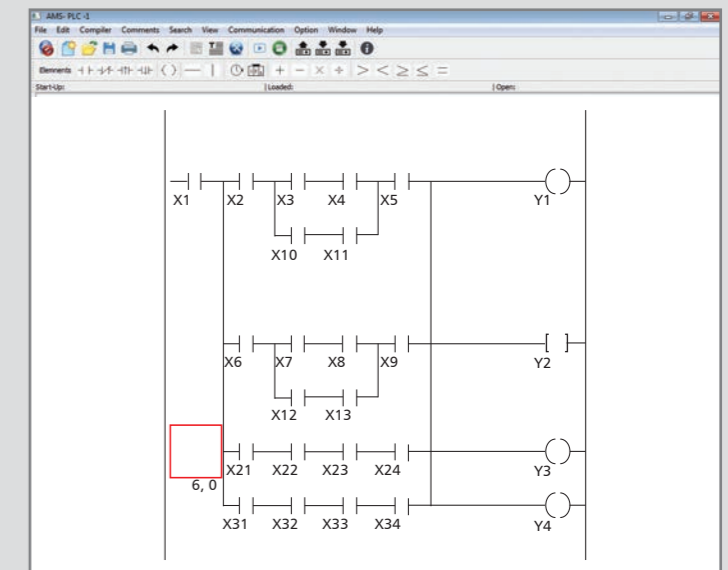 AMS- PLC -1
File Edit Compiler Comments Search View Communication Option Window Help
Elements
Start-Up: Loaded: Open:
X1 X2 X3 X4 X5 Y1
X10 X11
X6 X7 X8 X9 Y2
X12 X13
X21 X22 X23 X24 Y3
6, 0
X31 X32 X33 X34 Y4